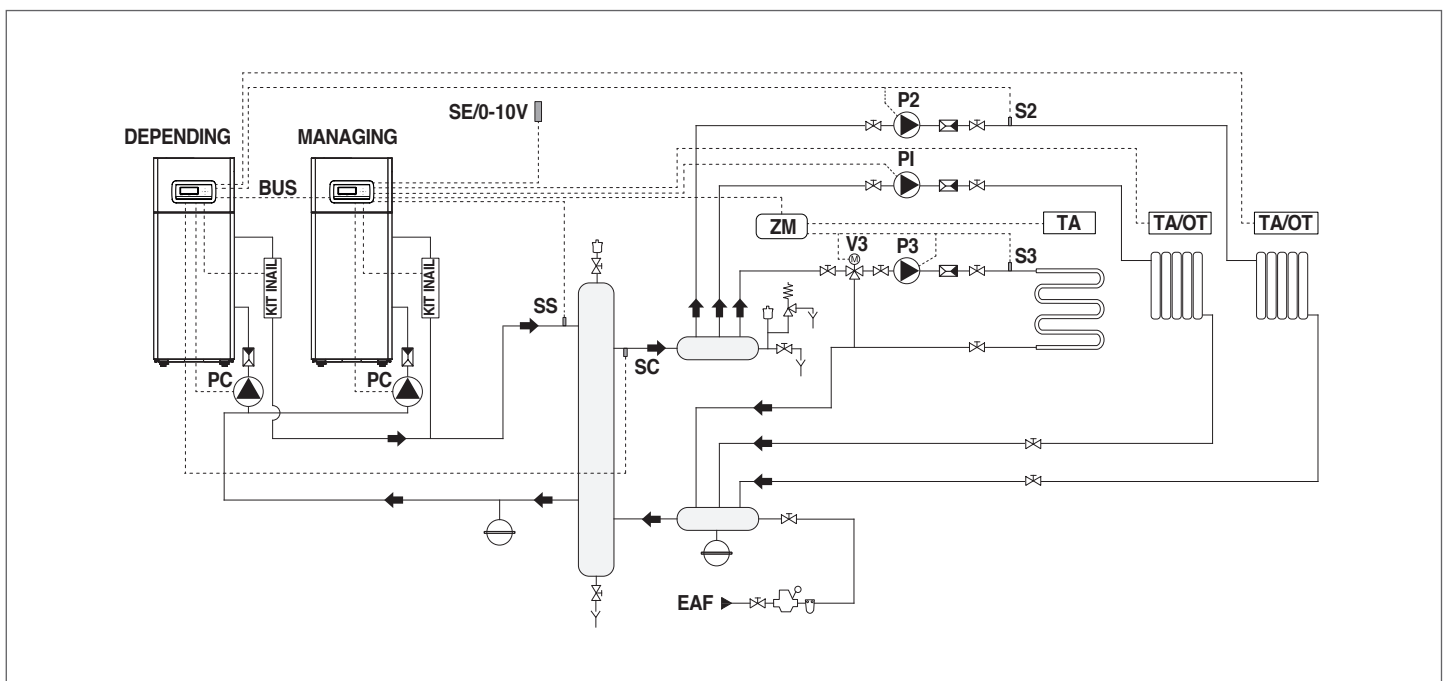 P2
S2
SE/0-10V
DEPENDING
MANAGING
P1
BUS
ZM
TA
TA/OT
TA/OT
V3
P3
S3
M
KIT INAIL
KIT INAIL
SS
SC
PC
PC
EAF